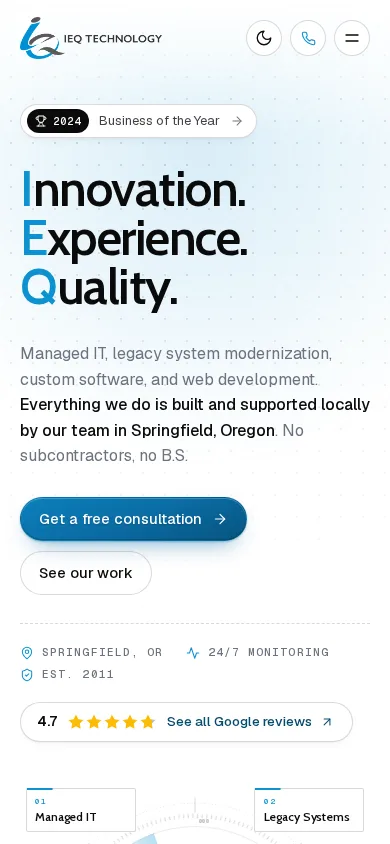 IEQ TECHNOLOGY
2024 Business of the Year
Innovation.
Experience.
Quality.
Managed IT, legacy system modernization,
custom software, and web development.
Everything we do is built and supported locally
by our team in Springfield, Oregon. No
subcontractors, no B.S.
Get a free consultation
See our work
SPRINGFIELD, OR 24/7 MONITORING
EST. 2011
4.7 See all Google reviews
01 02
Managed IT Legacy Systems